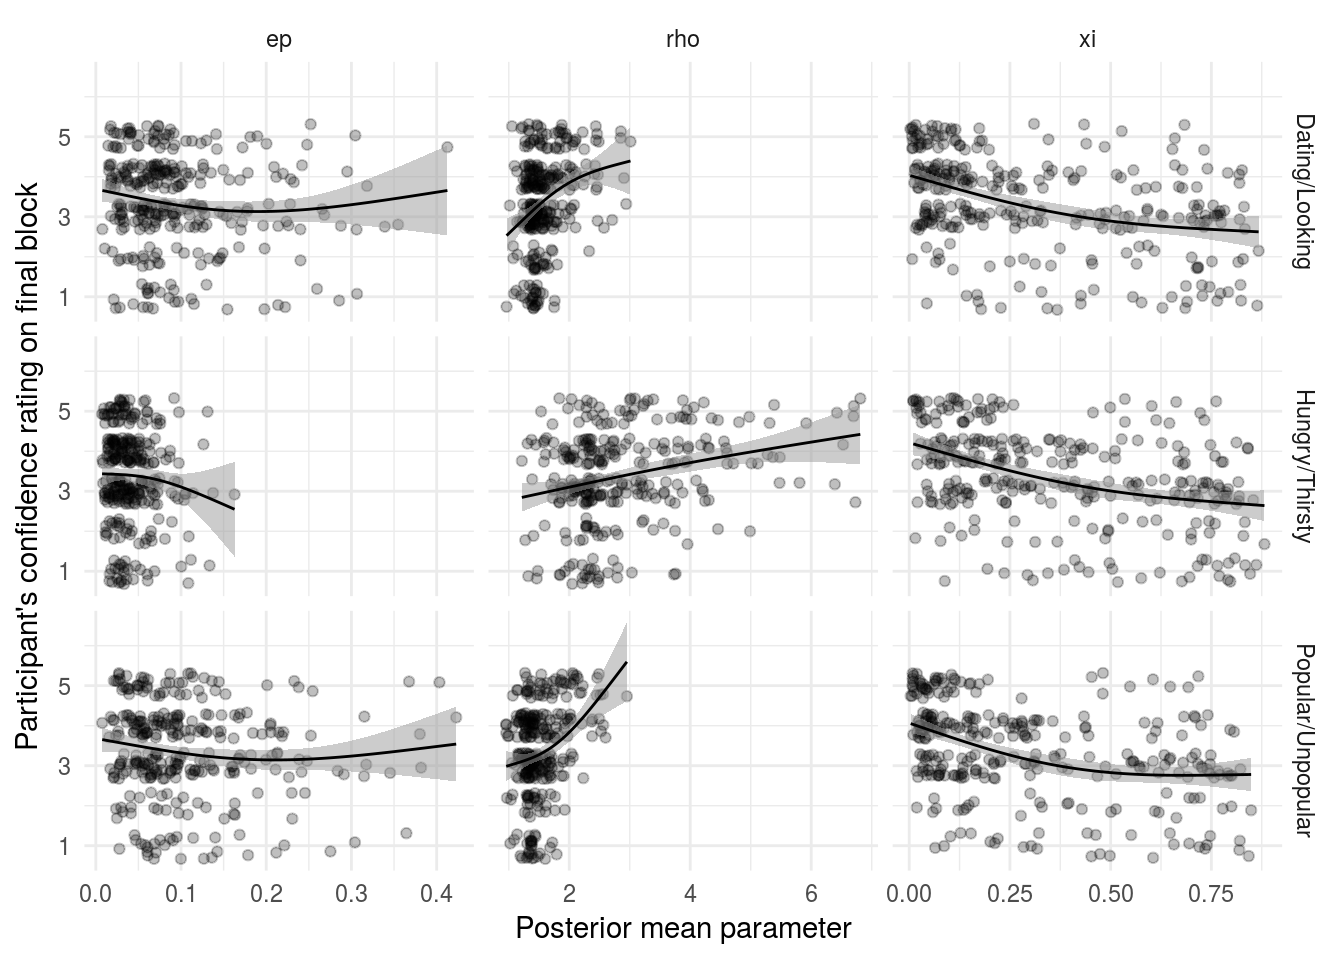 ep
rho
xi
Participant's confidence rating on final block
5
3
1
Dating/Looking
5
3
1
Hungry/Thirsty
5
3
1
Popular/Unpopular
0.0 0.1 0.2 0.3 0.4
2 4 6
0.00 0.25 0.50 0.75
Posterior mean parameter